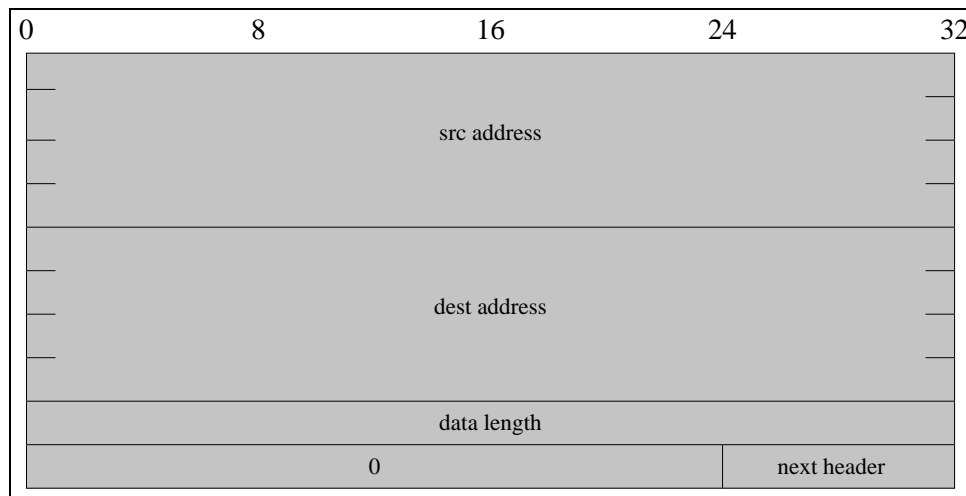 0 8 16 24 32
src address
dest address
data length
0 next header